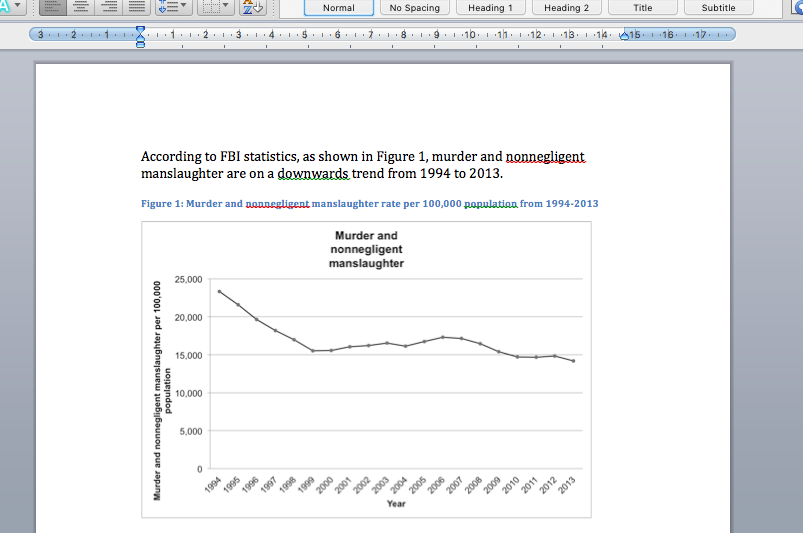 A
Normal No Spacing Heading 1 Heading 2 Title Subtitle
3 2 1 1 2 3 4 5 6 7 8 9 10 11 12 13 14 15 16 17
According to FBI statistics, as shown in Figure 1, murder and nonnegligent
manslaughter are on a downwards trend from 1994 to 2013.
Figure 1: Murder and nonnegligent manslaughter rate per 100,000 population from 1994-2013
Murder and
nonnegligent
manslaughter
Murder and nonnegligent manslaughter per 100,000
population
25,000
20,000
15,000
10,000
5,000
0
1994 1995 1996 1997 1998 1999 2000 2001 2002 2003 2004 2005 2006 2007 2008 2009 2010 2011 2012 2013
Year